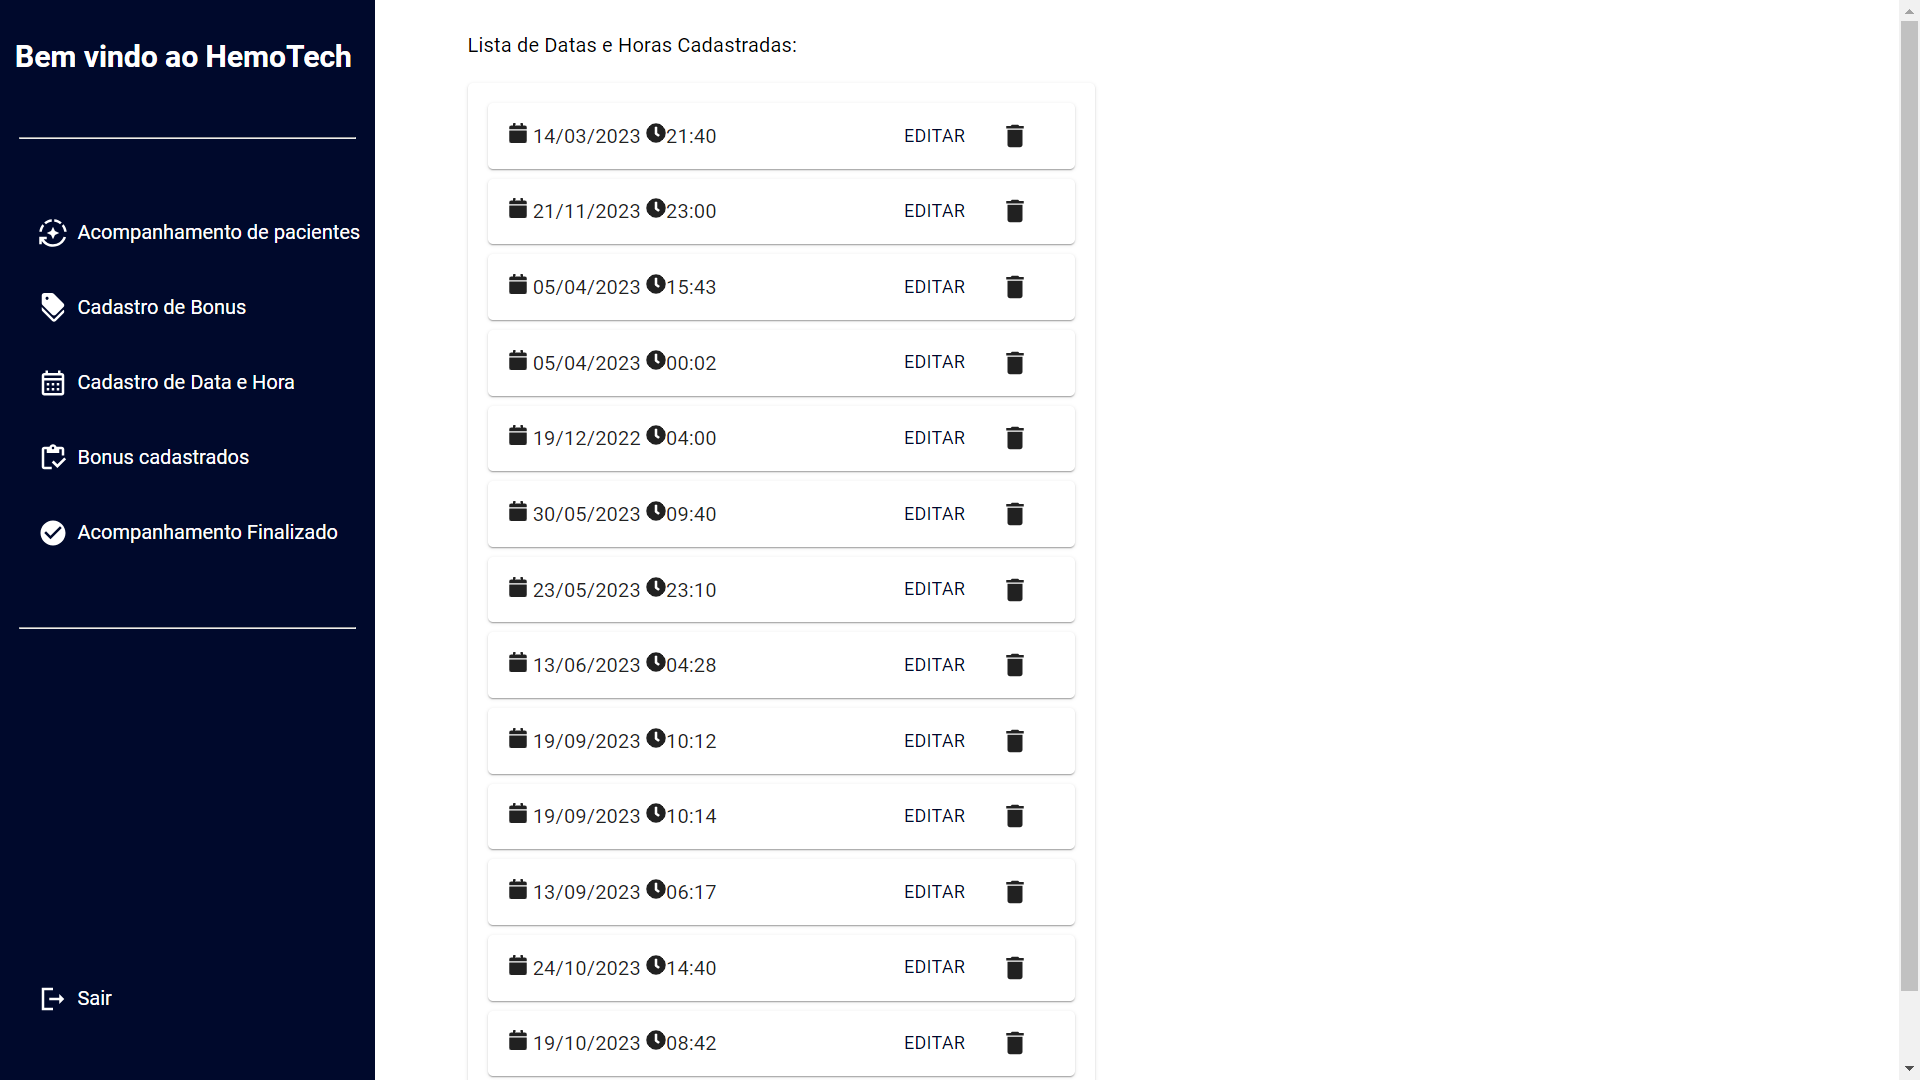 Bem vindo ao HemoTech
Acompanhamento de pacientes
Cadastro de Bonus
Cadastro de Data e Hora
Bonus cadastrados
Acompanhamento Finalizado
Sair
Lista de Datas e Horas Cadastradas:
14/03/2023 21:40 EDITAR
21/11/2023 23:00 EDITAR
05/04/2023 15:43 EDITAR
05/04/2023 00:02 EDITAR
19/12/2022 04:00 EDITAR
30/05/2023 09:40 EDITAR
23/05/2023 23:10 EDITAR
13/06/2023 04:28 EDITAR
19/09/2023 10:12 EDITAR
19/09/2023 10:14 EDITAR
13/09/2023 06:17 EDITAR
24/10/2023 14:40 EDITAR
19/10/2023 08:42 EDITAR